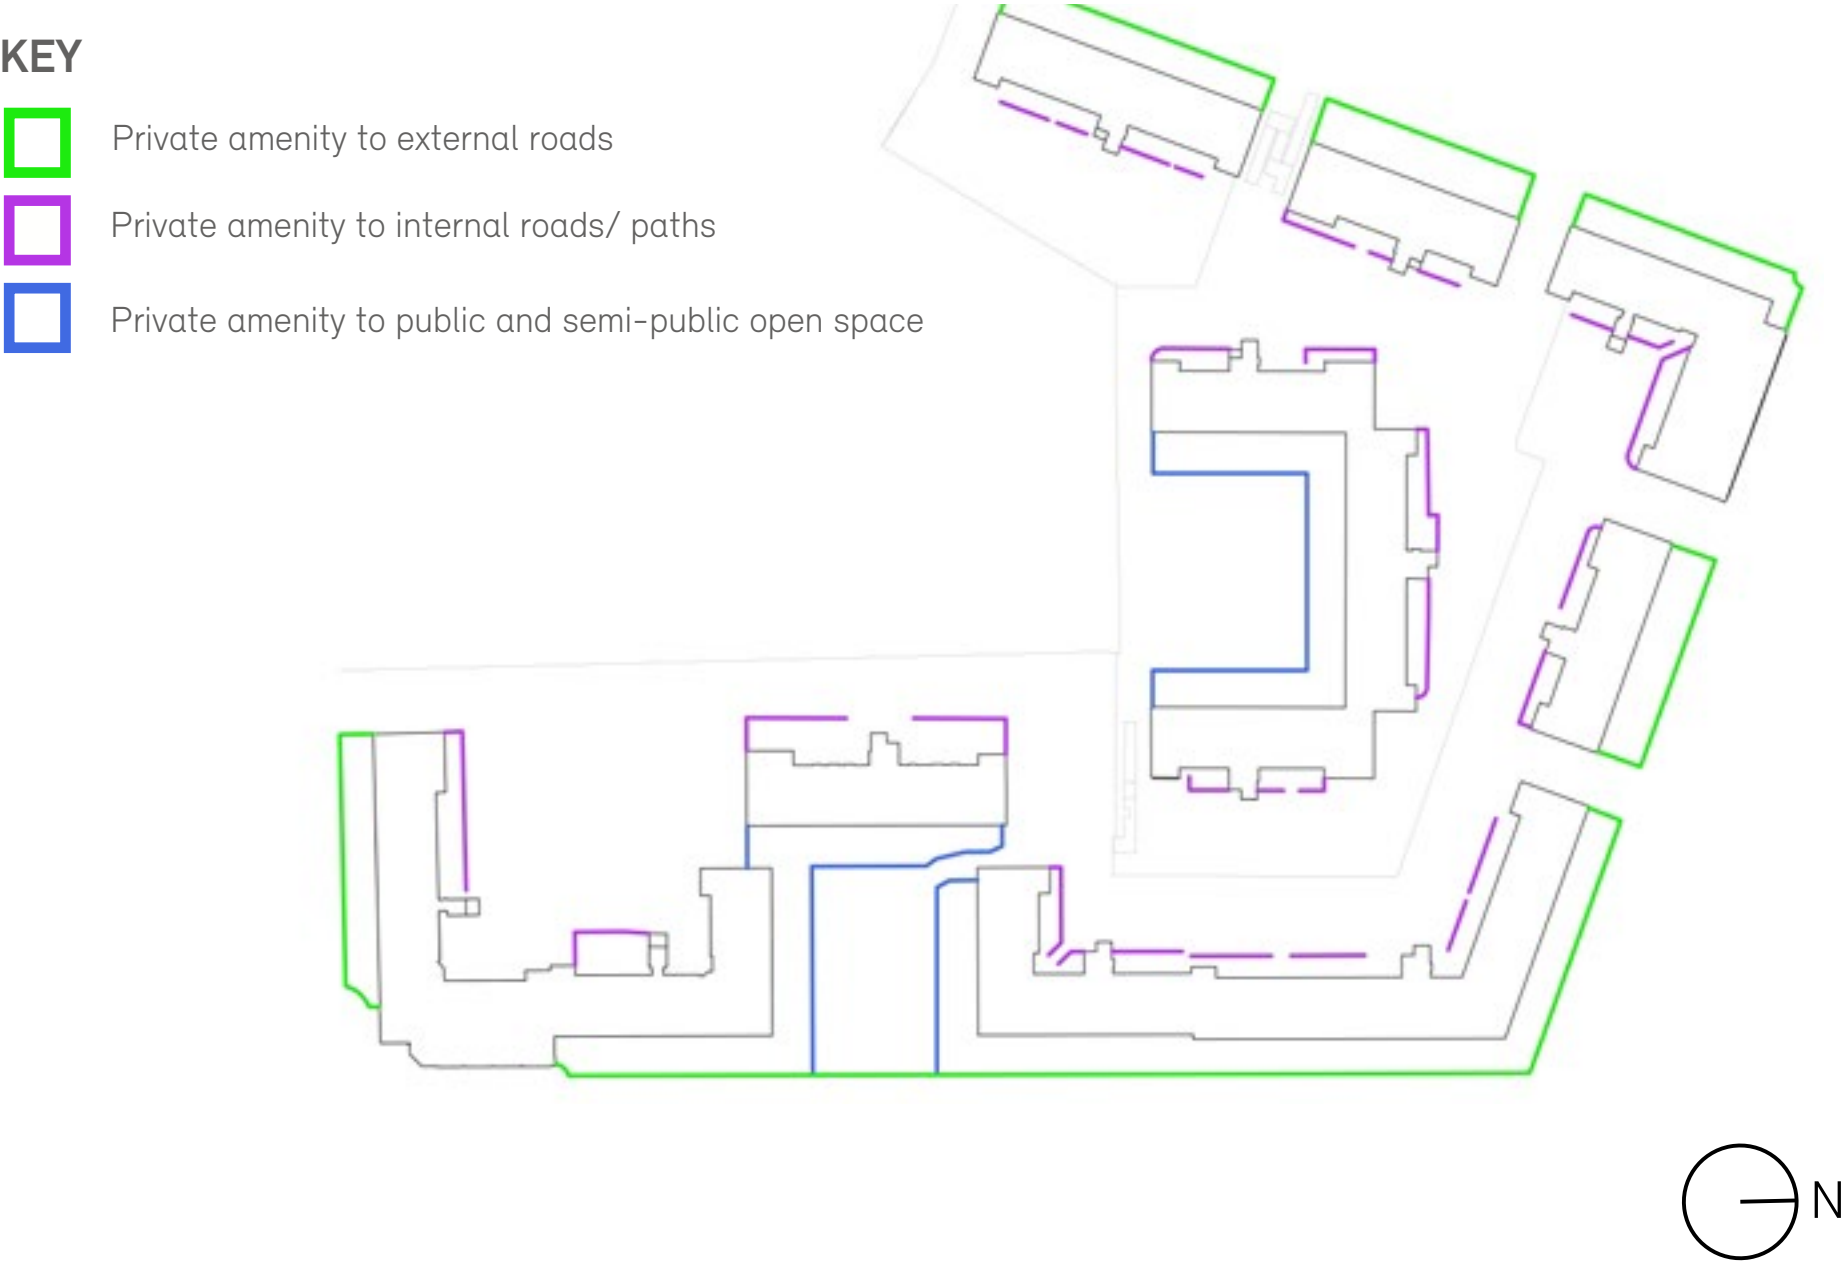 KEY
Private amenity to external roads
Private amenity to internal roads/ paths
Private amenity to public and semi-public open space
N